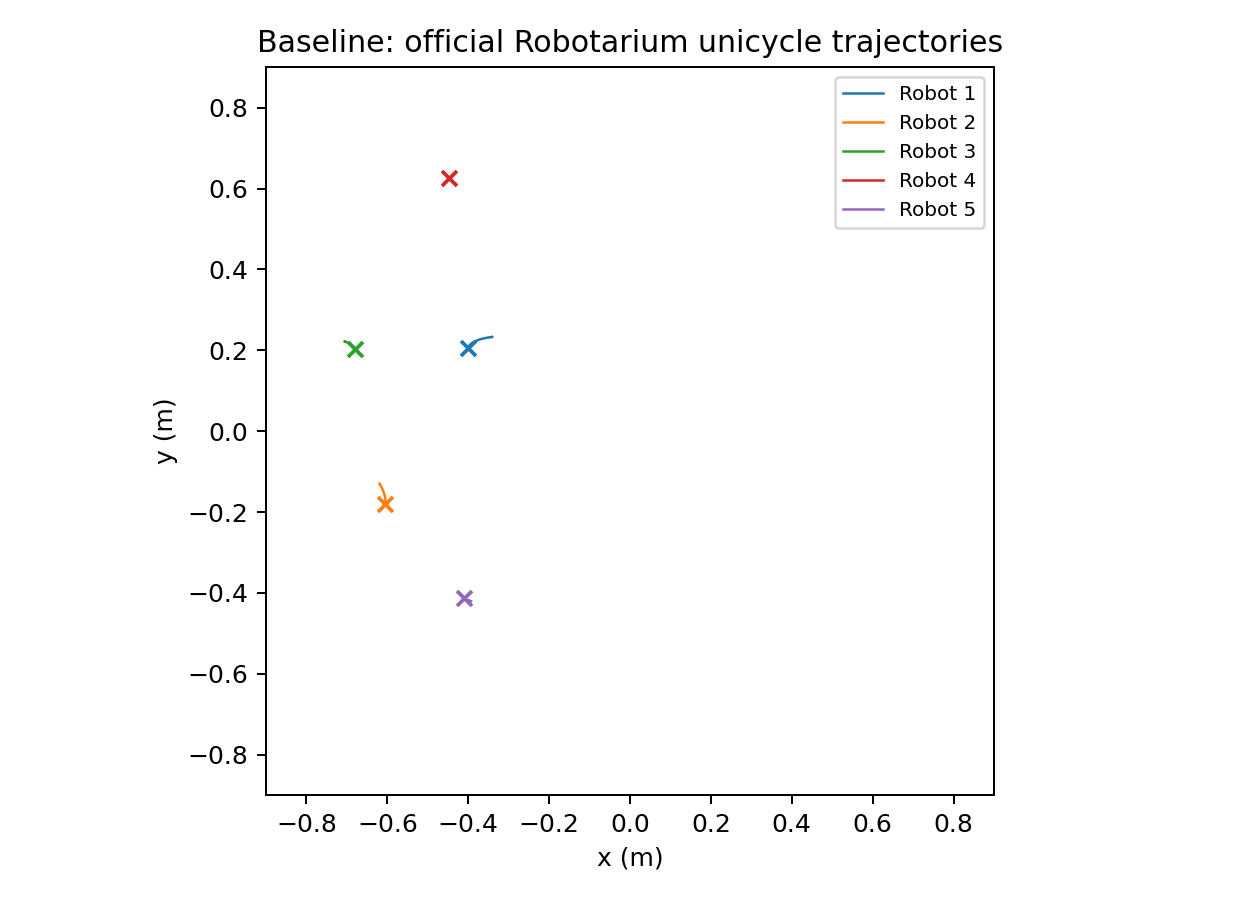 Baseline: official Robotarium unicycle trajectories
Robot 1
Robot 2
Robot 3
Robot 4
Robot 5
0.8
0.6
0.4
0.2
0.0
−0.2
−0.4
−0.6
−0.8
y (m)
−0.8 −0.6 −0.4 −0.2 0.0 0.2 0.4 0.6 0.8
x (m)